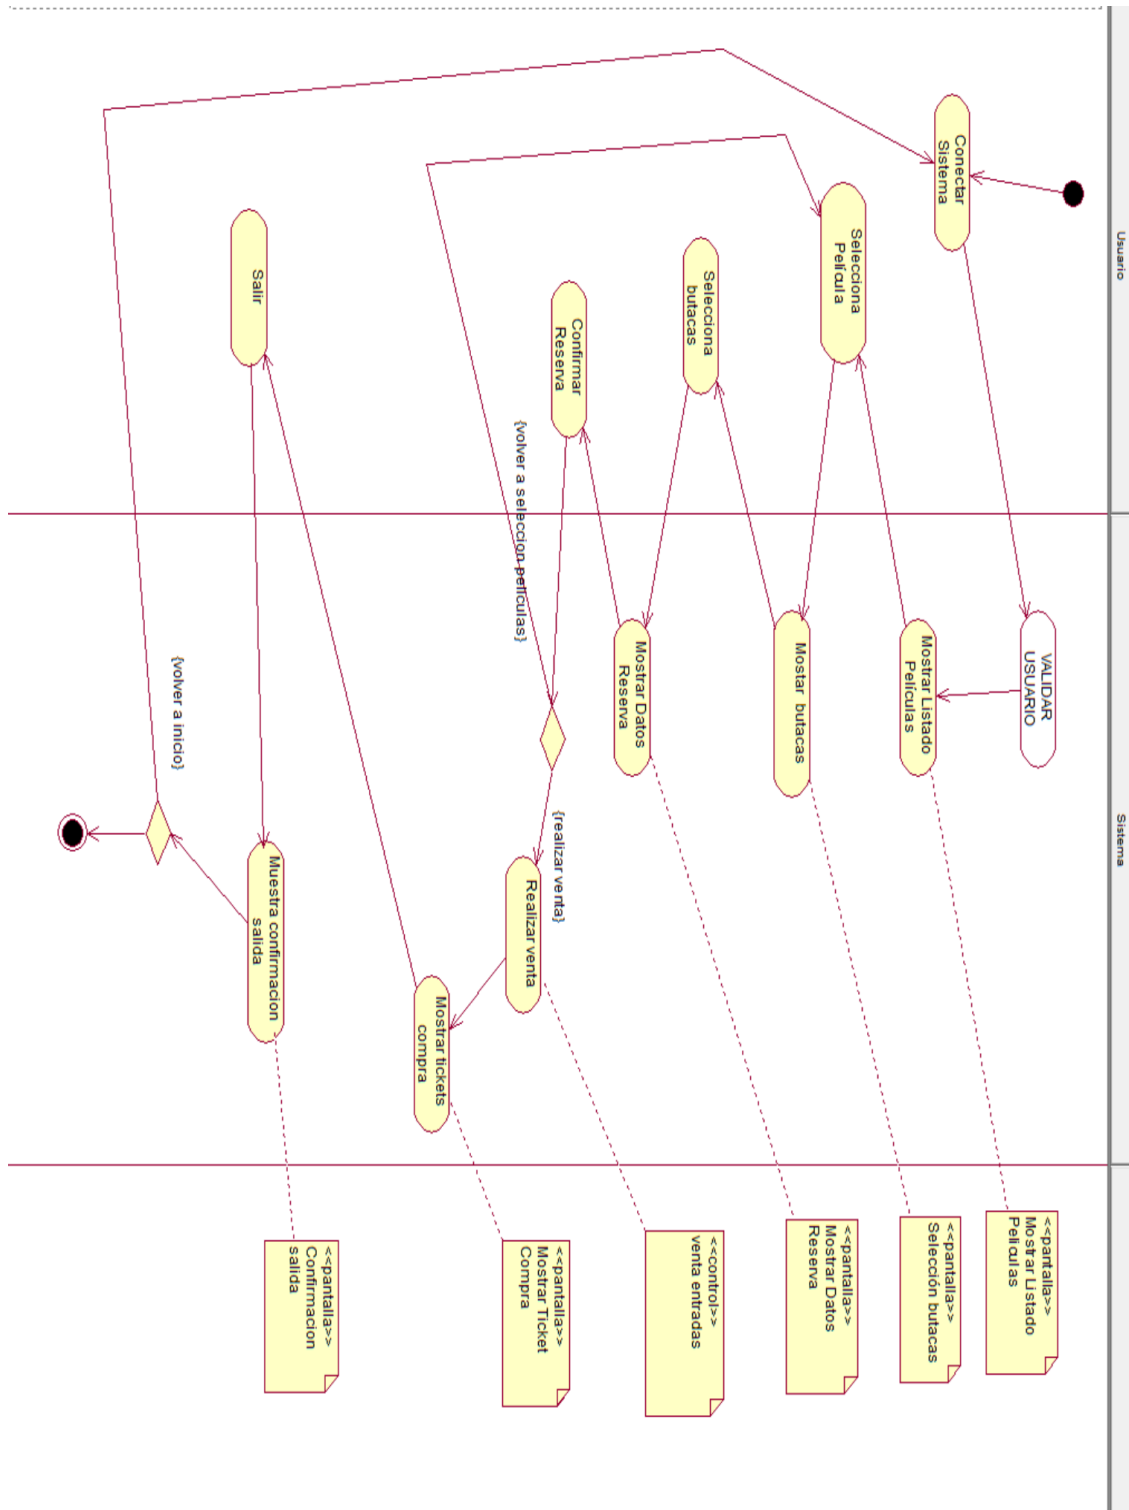 Usuario
Sistema
Conectar
Sistema
VALIDAR
USUARIO
Mostrar Listado
Películas
<<pantalla>>
Mostrar Listado
Peliculas
Selecciona
Película
Mostar butacas
<<pantalla>>
Selección butacas
Selecciona
butacas
Mostrar Datos
Reserva
<<pantalla>>
Mostrar Datos
Reserva
Confirmar
Reserva
{volver a seleccion peliculas}
{realizar venta}
Realizar venta
<<control>>
venta entradas
Mostrar tickets
compra
<<pantalla>>
Mostrar Ticket
Compra
Salir
Muestra confirmacion
salida
<<pantalla>>
Confirmacion
salida
{volver a inicio}